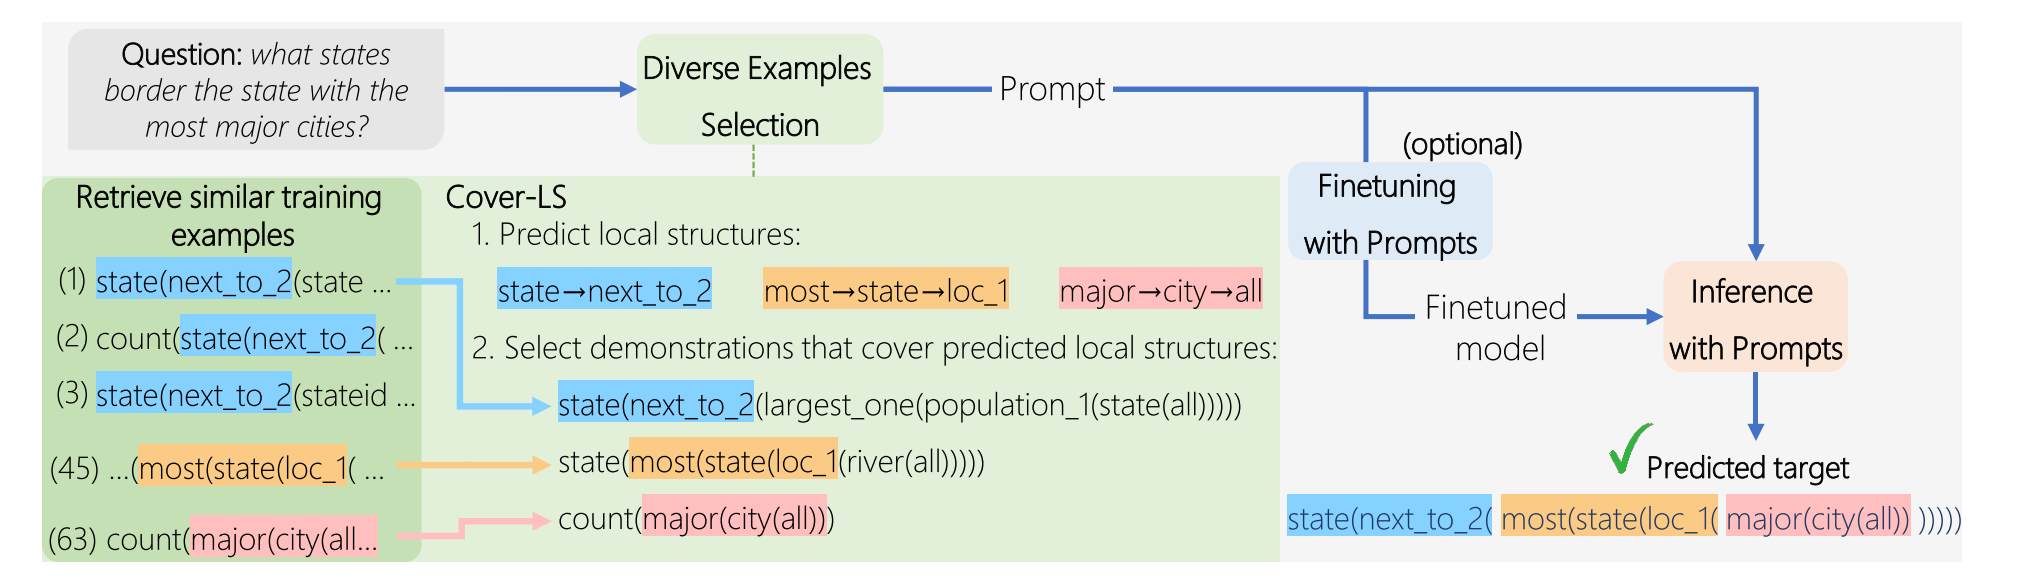 Question: what states
border the state with the
most major cities?
Diverse Examples
Selection
Prompt
(optional)
Finetuning
with Prompts
Finetuned
model
Inference
with Prompts
Predicted target
state(next_to_2( most(state(loc_1( major(city(all)) )))))
Retrieve similar training
examples
(1) state(next_to_2(state ...
(2) count(state(next_to_2( ...
(3) state(next_to_2(stateid ...
(45) ...(most(state(loc_1( ...
(63) count(major(city(all...
Cover-LS
1. Predict local structures:
state→next_to_2 most→state→loc_1 major→city→all
2. Select demonstrations that cover predicted local structures:
state(next_to_2(largest_one(population_1(state(all)))))
state(most(state(loc_1(river(all)))))
count(major(city(all)))